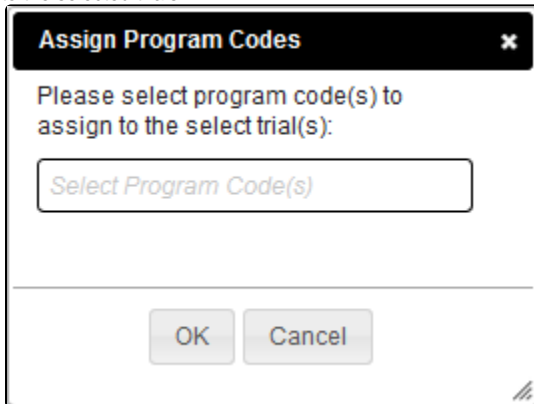 Assign Program Codes
Please select program code(s) to
assign to the select trial(s):
Select Program Code(s)
OK Cancel